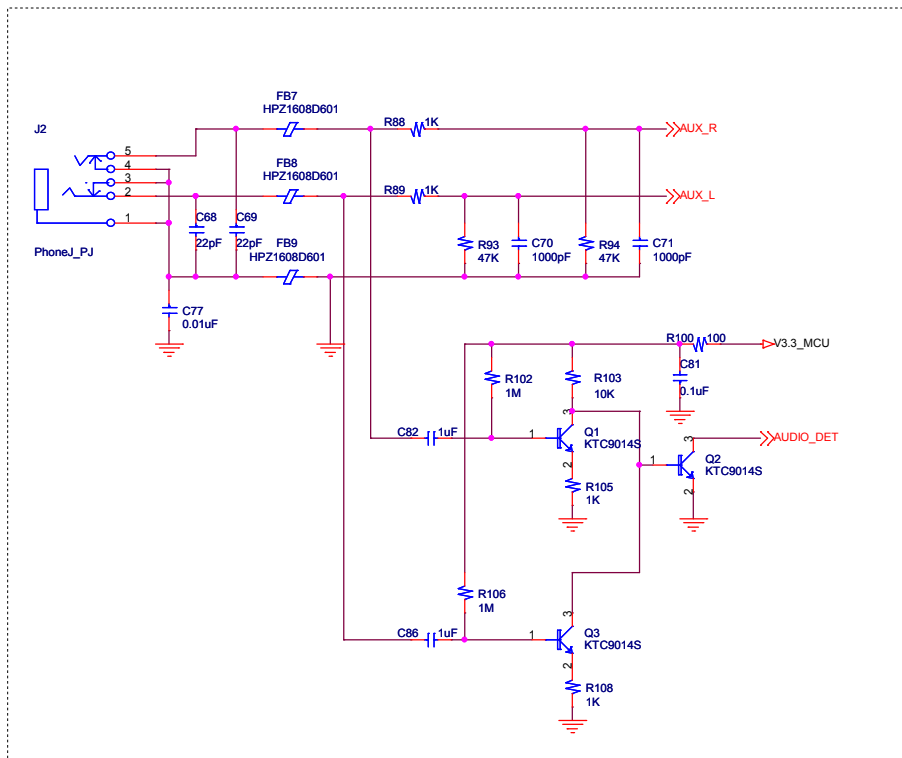 FB7
HPZ1608D601
J2
R88
1K
AUX_R
5
4
3
2
1
FB8
HPZ1608D601
R89
1K
AUX_L
C68
22pF
C69
22pF
FB9
HPZ1608D601
R93
47K
C70
1000pF
R94
47K
C71
1000pF
PhoneJ_PJ
C77
0.01uF
R100
100
V3.3_MCU
C81
0.1uF
R102
1M
R103
10K
C82
1uF
1
3
2
Q1
KTC9014S
R105
1K
1
3
2
Q2
KTC9014S
AUDIO_DET
R106
1M
C86
1uF
1
3
2
Q3
KTC9014S
R108
1K